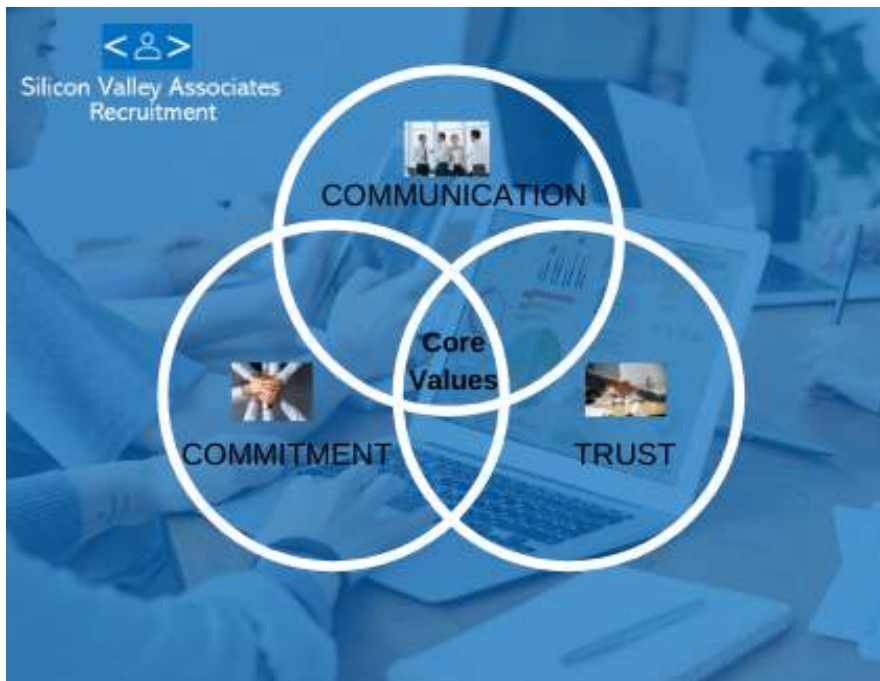 Silicon Valley Associates
Recruitment
COMMUNICATION
Core
Values
COMMITMENT
TRUST